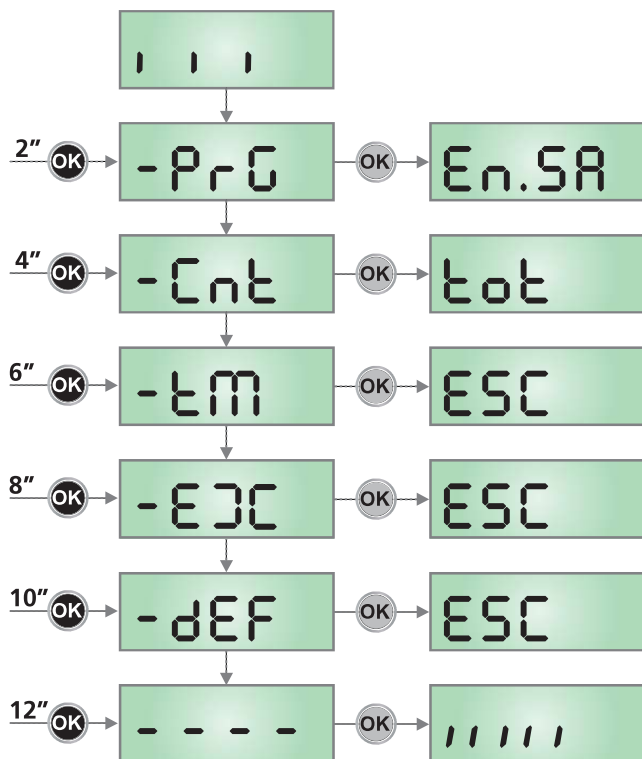 ı ı ı
2” OK -PrG OK En.SA
4” OK -Cnt OK tot
6” OK -tM OK ESC
8” OK -EJC OK ESC
10” OK -dEF OK ESC
12” OK - - - - OK ,,,,,